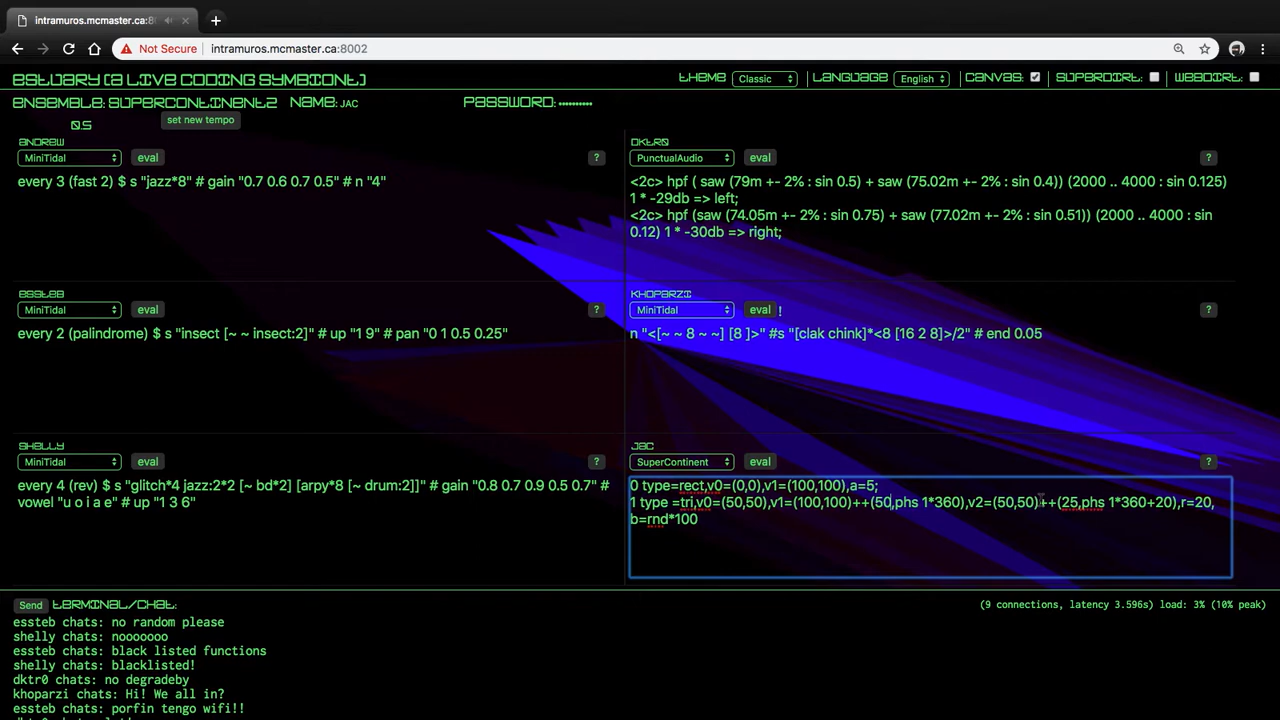 intramuros.mcmaster.ca:8
Not Secure
intramuros.mcmaster.ca:8002
ESTUARY (A LIVE CODING SYMBIONT)
THEME Classic LANGUAGE English CANVAS: SUPERDIRT: WEBDIRT:
ENSEMBLE: SUPERCONTINENT2 NAME: JAC PASSWORD: ••••••••••
0.5 set new tempo
ANDREW
MiniTidal eval ?
every 3 (fast 2) $ s "jazz*8" # gain "0.7 0.6 0.7 0.5" # n "4"
DKTR0
PunctualAudio eval ?
<2c> hpf ( saw (79m +- 2% : sin 0.5) + saw (75.02m +- 2% : sin 0.4)) (2000 .. 4000 : sin 0.125)
1 * -29db => left;
<2c> hpf (saw (74.05m +- 2% : sin 0.75) + saw (77.02m +- 2% : sin 0.51)) (2000 .. 4000 : sin
0.12) 1 * -30db => right;
ESSTEB
MiniTidal eval ?
every 2 (palindrome) $ s "insect [~ ~ insect:2]" # up "1 9" # pan "0 1 0.5 0.25"
KHOPARZI
MiniTidal eval ! ?
n "<[~ ~ 8 ~ ~] [8 ]>" #s "[clak chink]*<8 [16 2 8]>/2" # end 0.05
SHELLY
MiniTidal eval ?
every 4 (rev) $ s "glitch*4 jazz:2*2 [~ bd*2] [arpy*8 [~ drum:2]]" # gain "0.8 0.7 0.9 0.5 0.7" #
vowel "u o i a e" # up "1 3 6"
JAC
SuperContinent eval ?
0 type=rect,v0=(0,0),v1=(100,100),a=5;
1 type =tri,v0=(50,50),v1=(100,100)++(50,phs 1*360),v2=(50,50)++(25,phs 1*360+20),r=20,
b=rnd*100
Send TERMINAL/CHAT: (9 connections, latency 3.596s) load: 3% (10% peak)
essteb chats: no random please
shelly chats: nooooooo
essteb chats: black listed functions
shelly chats: blacklisted!
dktr0 chats: no degradeby
khoparzi chats: Hi! We all in?
essteb chats: porfin tengo wifi!!